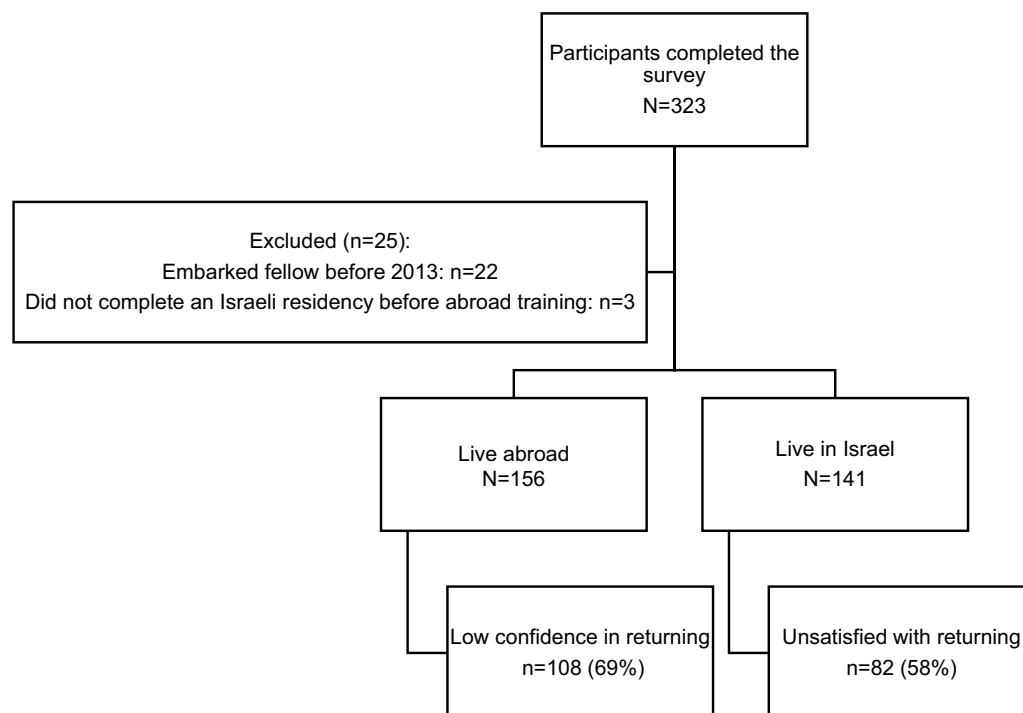 Participants completed the
survey
N=323
Excluded (n=25):
Embarked fellow before 2013: n=22
Did not complete an Israeli residency before abroad training: n=3
Live abroad
N=156
Live in Israel
N=141
Low confidence in returning
n=108 (69%)
Unsatisfied with returning
n=82 (58%)